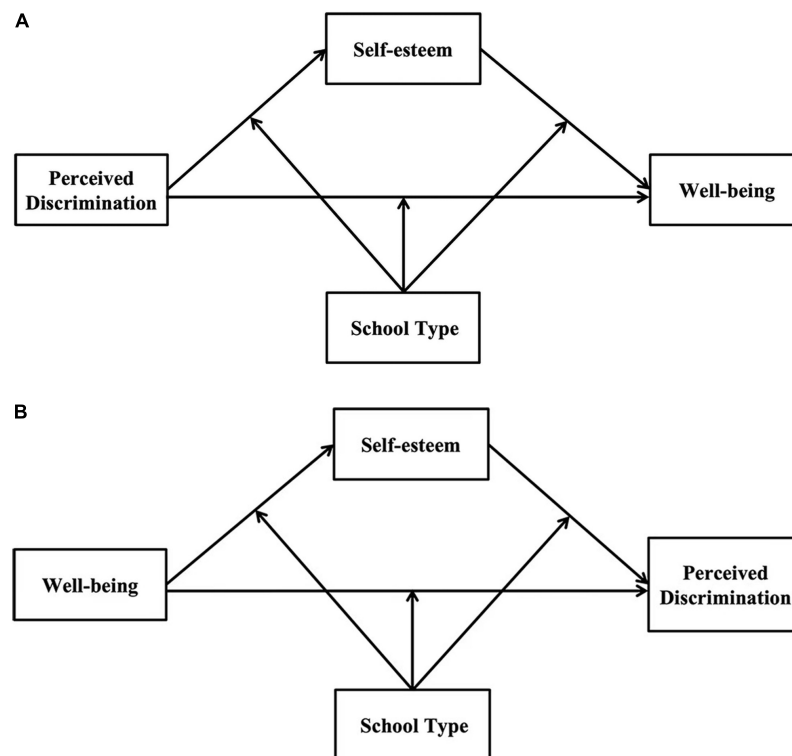 A
Self-esteem
Perceived
Discrimination
Well-being
School Type
B
Self-esteem
Well-being
Perceived
Discrimination
School Type